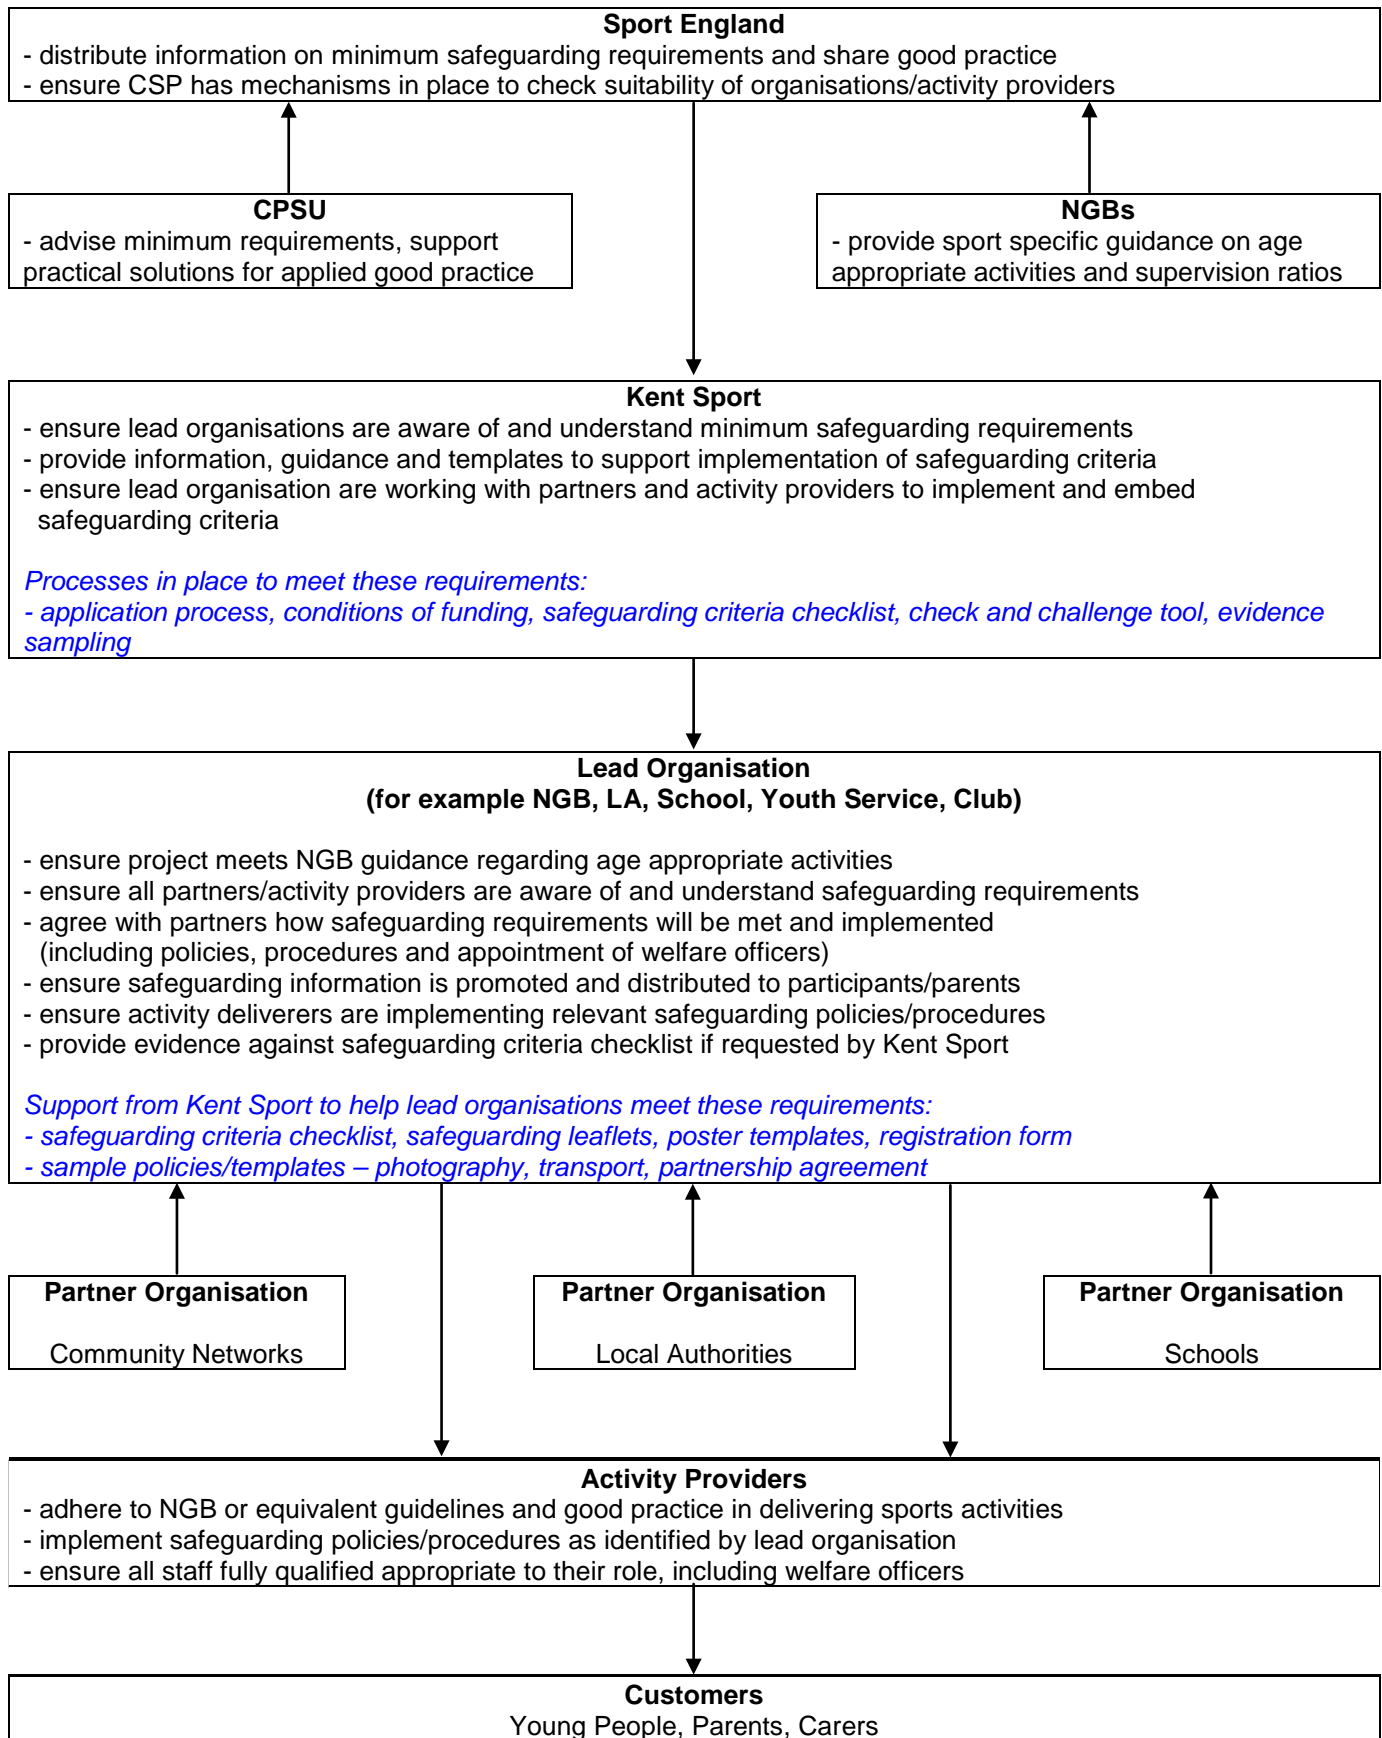 Sport England
- distribute information on minimum safeguarding requirements and share good practice
- ensure CSP has mechanisms in place to check suitability of organisations/activity providers
CPSU
- advise minimum requirements, support
practical solutions for applied good practice
NGBs
- provide sport specific guidance on age
appropriate activities and supervision ratios
Kent Sport
- ensure lead organisations are aware of and understand minimum safeguarding requirements
- provide information, guidance and templates to support implementation of safeguarding criteria
- ensure lead organisation are working with partners and activity providers to implement and embed
safeguarding criteria
Processes in place to meet these requirements:
- application process, conditions of funding, safeguarding criteria checklist, check and challenge tool, evidence
sampling
Lead Organisation
(for example NGB, LA, School, Youth Service, Club)
- ensure project meets NGB guidance regarding age appropriate activities
- ensure all partners/activity providers are aware of and understand safeguarding requirements
- agree with partners how safeguarding requirements will be met and implemented
(including policies, procedures and appointment of welfare officers)
- ensure safeguarding information is promoted and distributed to participants/parents
- ensure activity deliverers are implementing relevant safeguarding policies/procedures
- provide evidence against safeguarding criteria checklist if requested by Kent Sport
Support from Kent Sport to help lead organisations meet these requirements:
- safeguarding criteria checklist, safeguarding leaflets, poster templates, registration form
- sample policies/templates – photography, transport, partnership agreement
Partner Organisation
Community Networks
Partner Organisation
Local Authorities
Partner Organisation
Schools
Activity Providers
- adhere to NGB or equivalent guidelines and good practice in delivering sports activities
- implement safeguarding policies/procedures as identified by lead organisation
- ensure all staff fully qualified appropriate to their role, including welfare officers
Customers
Young People, Parents, Carers